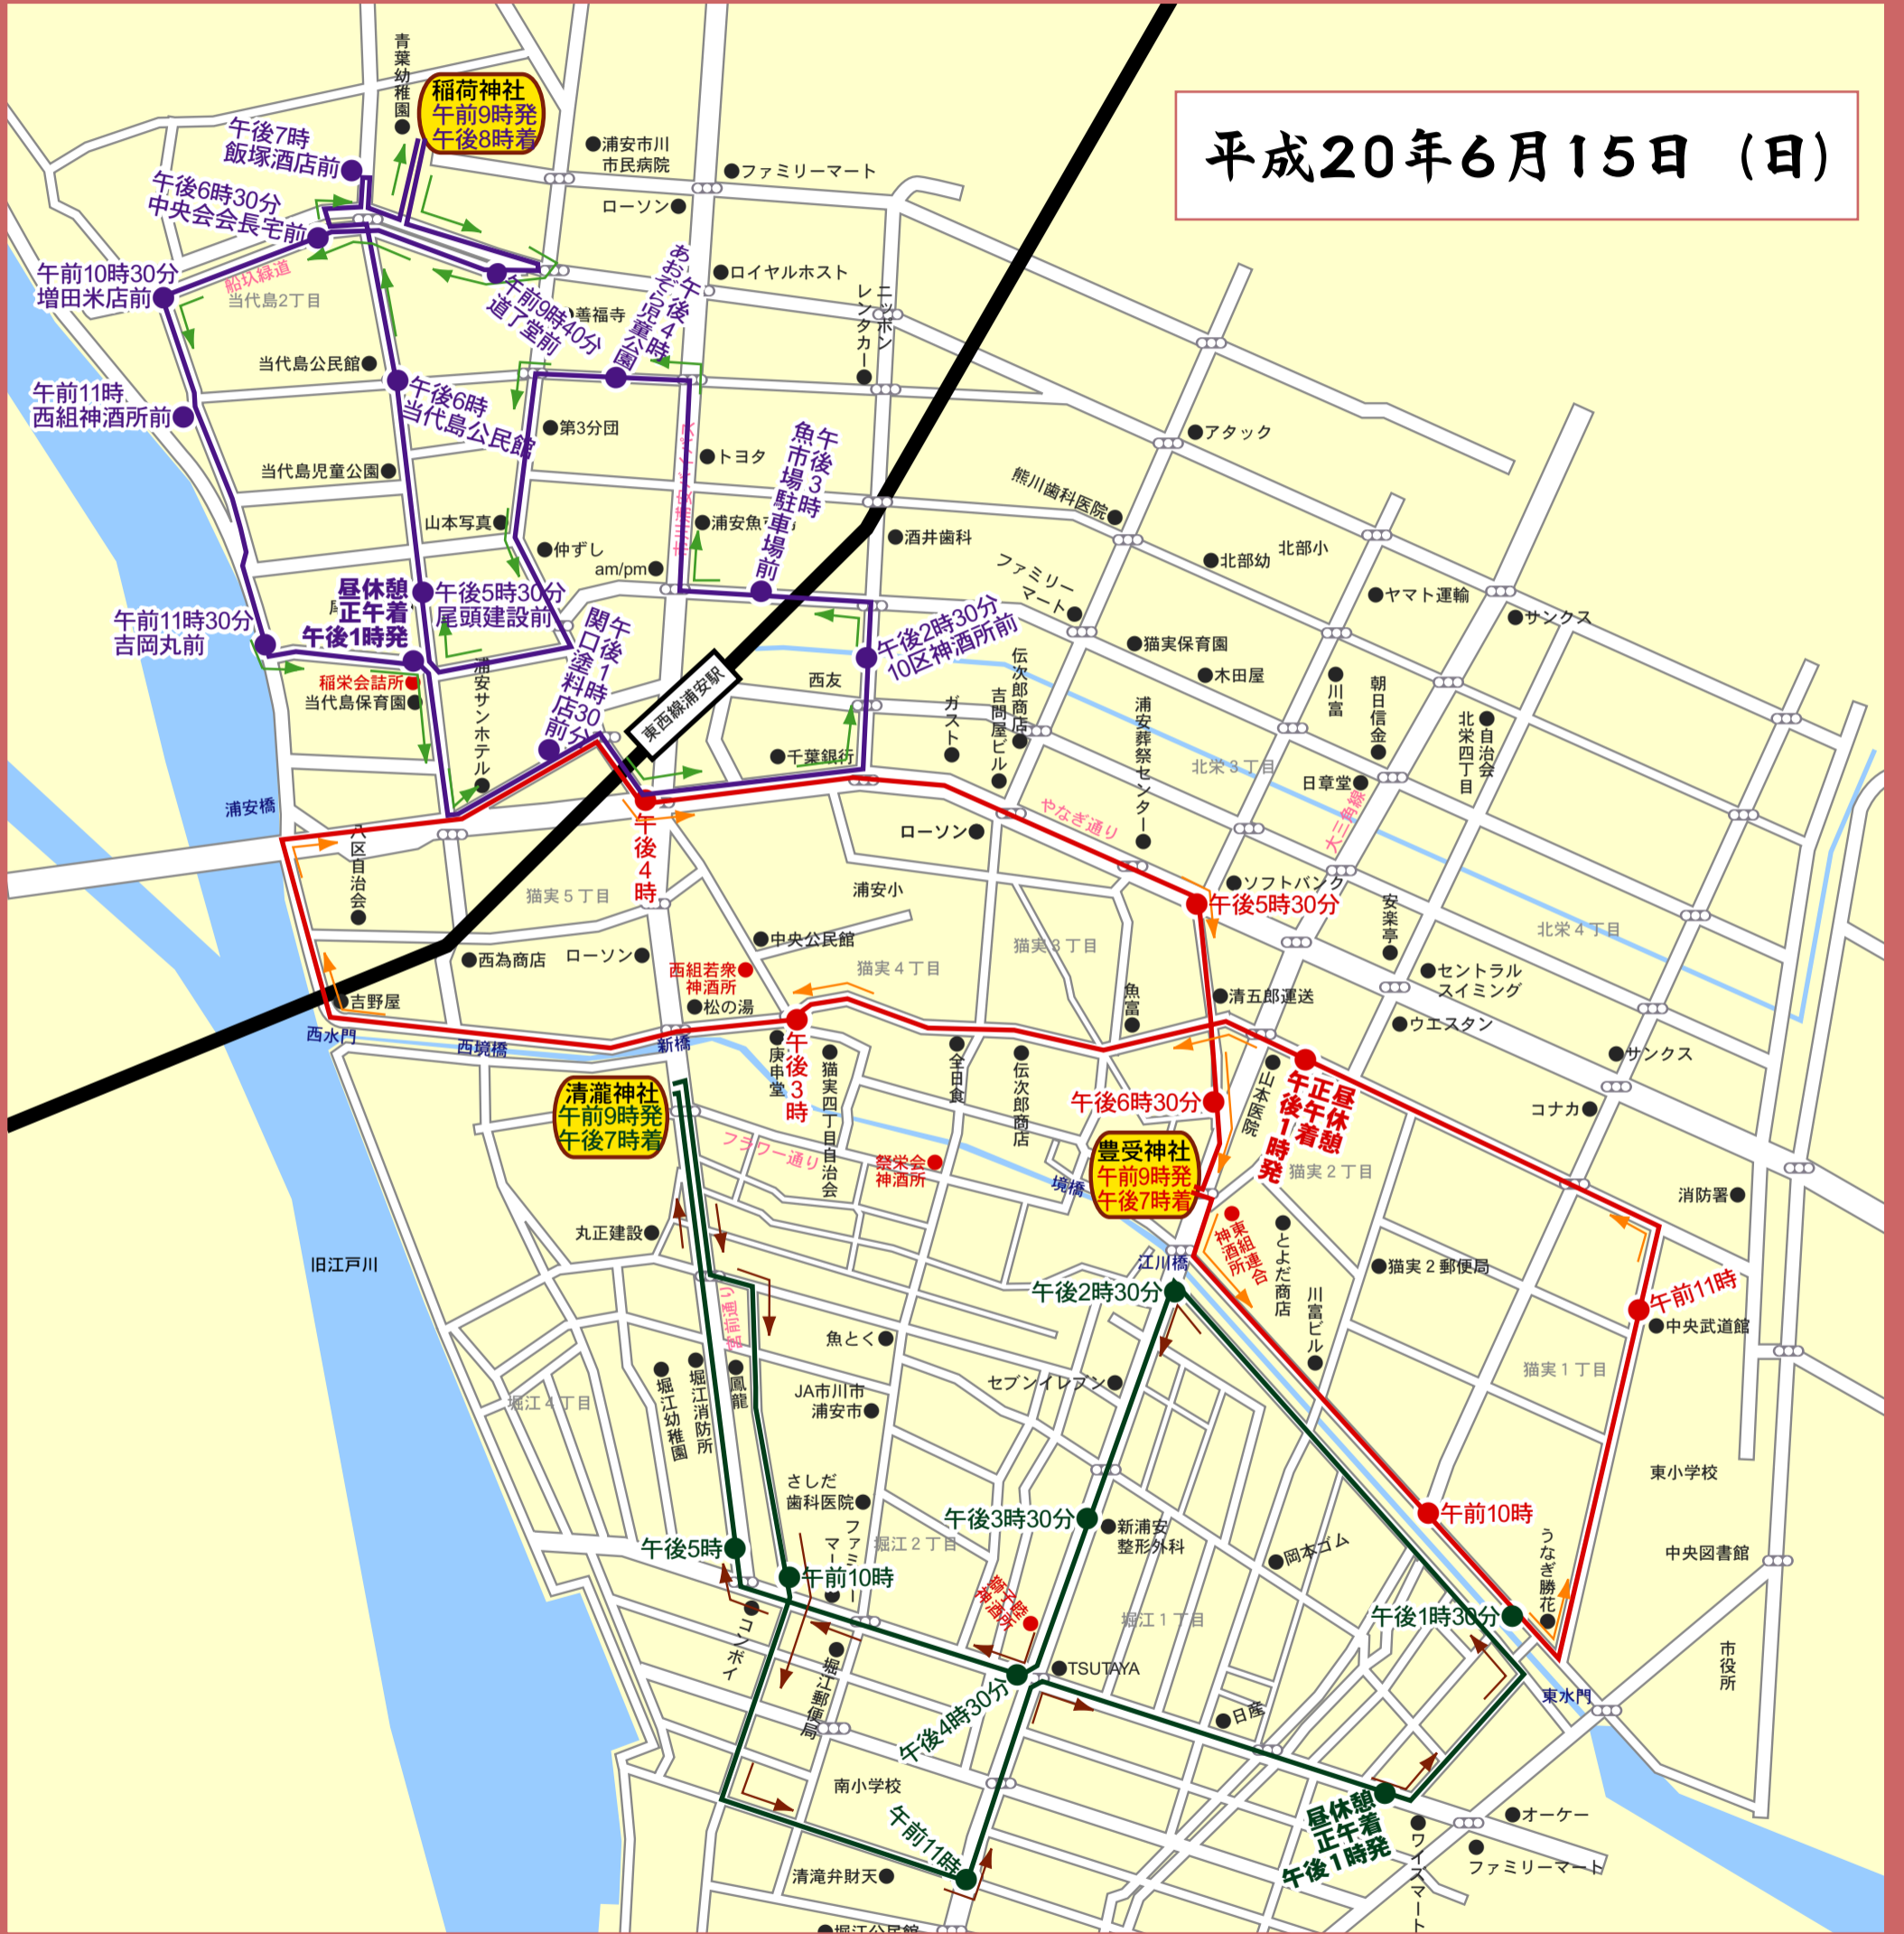 平成20年6月15日（日）
青葉幼稚園
稲荷神社
午前9時発
午後8時着
午後7時
飯塚酒店前
浦安市川
市民病院
ファミリーマート
午後6時30分
中央会会長宅前
ローソン
午前10時30分
増田米店前
船圦緑道
当代島2丁目
午前9時40分
道了堂前
善福寺
午後4時
あおぞら児童公園
ロイヤルホスト
ニッポン
レンタカー
当代島公民館
午前11時
西組神酒所前
午後6時
当代島公民館
第3分団
市川浦安バイパス
トヨタ
アタック
当代島児童公園
午後3時
魚市場駐車場前
熊川歯科医院
山本写真
仲ずし
am/pm
酒井歯科
北部幼
北部小
ファミリー
マート
ヤマト運輸
サンクス
昼休憩
正午着
午後1時発
午後5時30分
尾頭建設前
午前11時30分
吉岡丸前
午後1時30分
関口塗料店前
午後2時30分
10区神酒所前
猫実保育園
木田屋
稲栄会詰所
当代島保育園
浦安サンホテル
東西線浦安駅
西友
伝次郎商店
吉問屋ビル
ガスト
浦安葬祭センター
川富
朝日信金
北栄四丁目
自治会
千葉銀行
北栄３丁目
日章堂
大三角線
やなぎ通り
浦安橋
八区自治会
午後4時
ローソン
猫実５丁目
浦安小
ソフトバンク
午後5時30分
安楽亭
北栄４丁目
中央公民館
西為商店
ローソン
西組若衆
神酒所
猫実４丁目
猫実３丁目
セントラル
スイミング
吉野屋
松の湯
魚富
清五郎運送
ウエスタン
西水門
西境橋
新橋
午後3時
庚申堂
猫実四丁目自治会
全日食
伝次郎商店
山本医院
昼休憩
正午着
午後1時発
サンクス
コナカ
清瀧神社
午前9時発
午後7時着
フラワー通り
祭栄会
神酒所
午後6時30分
豊受神社
午前9時発
午後7時着
境橋
猫実２丁目
消防署
丸正建設
旧江戸川
東組連合
神酒所
とよだ商店
猫実２郵便局
江川橋
午後2時30分
午前11時
中央武道館
宮前通り
川富ビル
魚とく
猫実１丁目
堀江４丁目
堀江幼稚園
堀江消防所
鳳龍
JA市川市
浦安市
セブンイレブン
さしだ
歯科医院
東小学校
午後3時30分
新浦安
整形外科
午前10時
うなぎ勝花
中央図書館
午後5時
午前10時
ファミリー
マート
堀江２丁目
岡本ゴム
獅子睦
神酒所
堀江１丁目
午後1時30分
コンボイ
堀江郵便局
TSUTAYA
午後4時30分
日産
東水門
市役所
南小学校
午前11時
昼休憩
正午着
午後1時発
オーケー
ファミリーマート
ワイズマート
清滝弁財天
堀江公民館